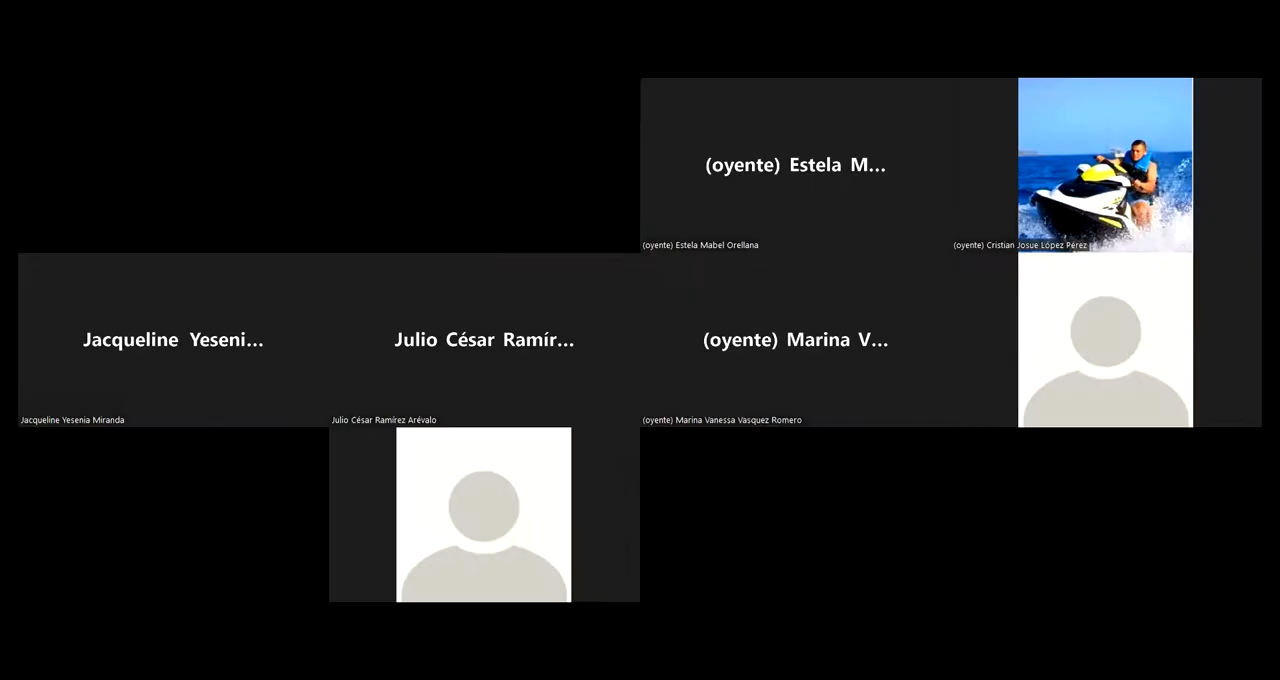 (oyente) Estela M...
(oyente) Estela Mabel Orellana
(oyente) Cristian Josue López Pérez
Jacqueline Yeseni...
Julio César Ramír...
(oyente) Marina V...
Jacqueline Yesenia Miranda
Julio César Ramírez Arévalo
(oyente) Marina Vanessa Vasquez Romero